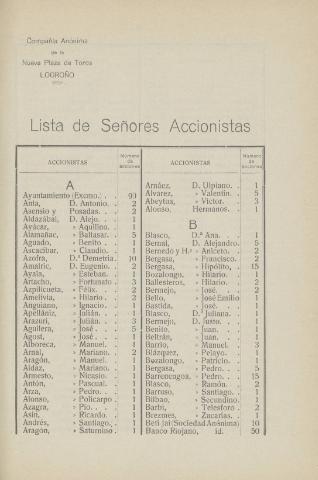 Compañía Anónima
de la
Nueva Plaza de Toros
LOGROÑO
Lista de Señores Accionistas
ACCIONISTAS
Número de acciones
A
Ayuntamiento (Excmo.) . . 90
Anta, D. Antonio. . 2
Asensio y Posadas. . . 2
Aldazábal, D. Alejo. . . 1
Ayácar, » Aquilino. . 1
Alamañac, » Baltasar. . 5
Aguado, » Benito . . 1
Ascacíbar, » Claudio. . 1
Azofra, D.ª Demetria. . 10
Amalric, D. Eugenio. . 2
Ayala, » Esteban . 1
Artacho, » Fortunato . 3
Azpilicueta, » Félix. . . 2
Amelivia, » Hilario . . 2
Anguiano, » Ignacio . . 1
Apellániz, » Julián. . . 1
Arazuri, » Julián. . . 3
Aguilera, » José . . . 5
Agost, » José . . . 1
Alboreca, » Manuel . . 1
Arnal, » Mariano. . 2
Aragón, » Manuel . . 1
Aldaz, » Mariano. . 1
Armesto, » Nicasio. . 1
Antón, » Pascual. . 1
Arza, » Pedro. . . 1
Alonso, » Policarpo . 1
Azagra, » Pío. . . . 1
Asín, » Ricardo. . 1
Andrés, » Santiago. . 1
Aragón, » Saturnino . 1
ACCIONISTAS
Número de acciones
Arnáez, D. Ulpiano. . 1
Alvarez, » Valentín. . 5
Abeytua, » Víctor. . . 3
Alonso, Hermanos. . 1
B
Blasco, D.ª Ana. . . 1
Bernal, D. Alejandro. 5
Bernedo y H.º Aniceto. . 2
Bergasa, » Francisco. . 2
Bergasa, » Hipólito. . 15
Bozalongo, » Hilario . . 1
Ballesteros, » Hilario . . 2
Bermejo, » José. . . 2
Bello, » José Emilio 1
Bastida, » José. . . 1
Blasco, D.ª Juliana. . 1
Bermejo, D. Justo. . . 1
Benito, » Juan. . . 1
Beltrán, » Juan. . . 1
Barrio, » Manuel . . 3
Blázquez, » Pelayo. . 1
Bozalongo, » Patricio. . 1
Bergasa, » Pedro. . . 5
Barrenengoa, » Pedro. . . 15
Blasco, » Ramón. . 2
Barruso, » Santiago. . 1
Bilbao, » Secundino. 1
Barbi, » Telesforo . 2
Brezmes, » Zacarías. . 1
Beti jai (Sociedad Anónima) 10
Banco Riojano, id. 50